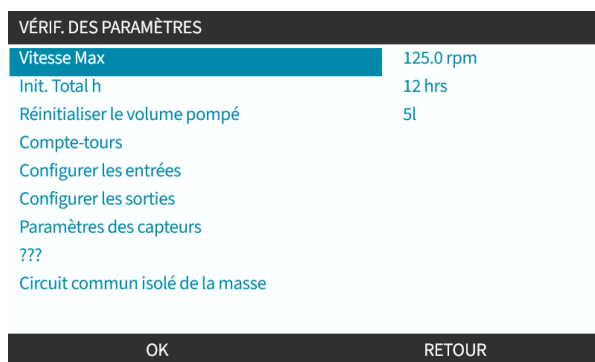 VÉRIF. DES PARAMÈTRES
Vitesse Max 125.0 rpm
Init. Total h 12 hrs
Réinitialiser le volume pompé 5l
Compte-tours
Configurer les entrées
Configurer les sorties
Paramètres des capteurs
???
Circuit commun isolé de la masse
OK RETOUR